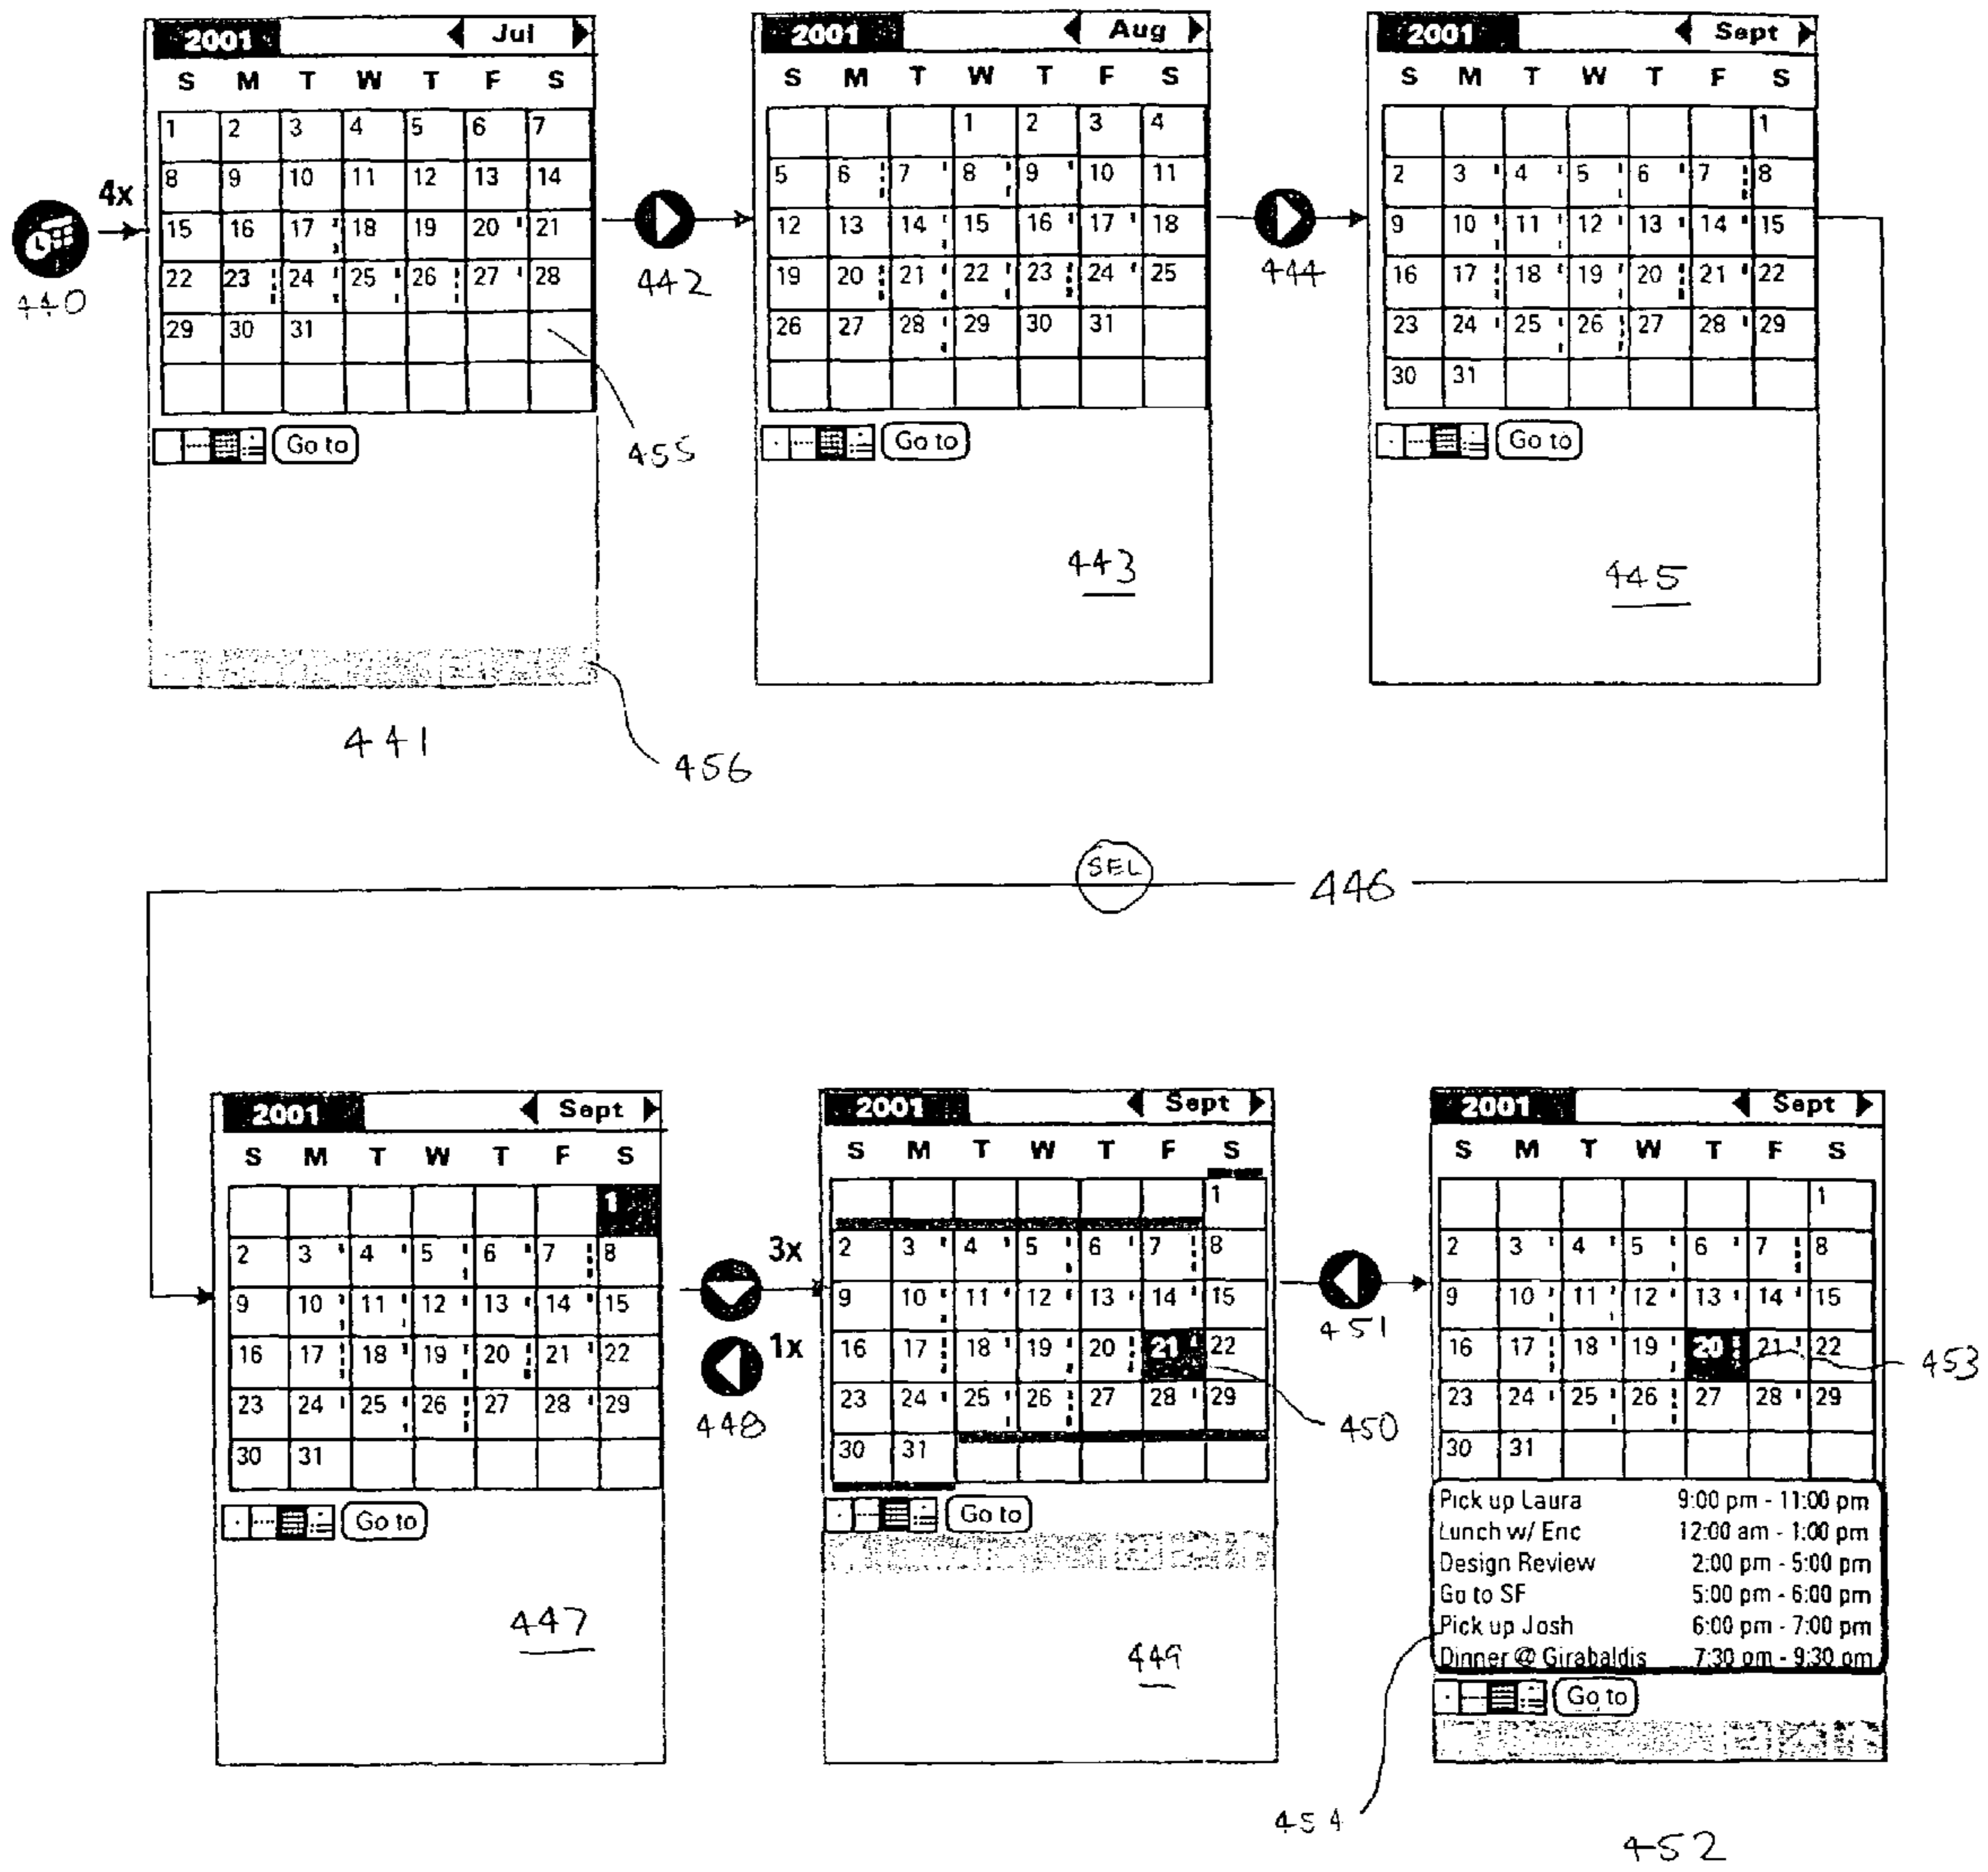 2001 Jul
S M T W T F S
1 2 3 4 5 6 7
8 9 10 11 12 13 14
15 16 17 18 19 20 21
22 23 24 25 26 27 28
29 30 31
Go to
4x
440
441
455
456
442
2001 Aug
S M T W T F S
1 2 3 4
5 6 7 8 9 10 11
12 13 14 15 16 17 18
19 20 21 22 23 24 25
26 27 28 29 30 31
Go to
443
444
2001 Sept
S M T W T F S
1
2 3 4 5 6 7 8
9 10 11 12 13 14 15
16 17 18 19 20 21 22
23 24 25 26 27 28 29
30 31
Go to
445
SEL
446
2001 Sept
S M T W T F S
1
2 3 4 5 6 7 8
9 10 11 12 13 14 15
16 17 18 19 20 21 22
23 24 25 26 27 28 29
30 31
Go to
447
3x
1x
448
2001 Sept
S M T W T F S
1
2 3 4 5 6 7 8
9 10 11 12 13 14 15
16 17 18 19 20 21 22
23 24 25 26 27 28 29
30 31
Go to
449
450
451
2001 Sept
S M T W T F S
1
2 3 4 5 6 7 8
9 10 11 12 13 14 15
16 17 18 19 20 21 22
23 24 25 26 27 28 29
30 31
453
Pick up Laura 9:00 pm - 11:00 pm
Lunch w/ Enc 12:00 am - 1:00 pm
Design Review 2:00 pm - 5:00 pm
Go to SF 5:00 pm - 6:00 pm
Pick up Josh 6:00 pm - 7:00 pm
Dinner @ Girabaldis 7:30 pm - 9:30 pm
Go to
454
452